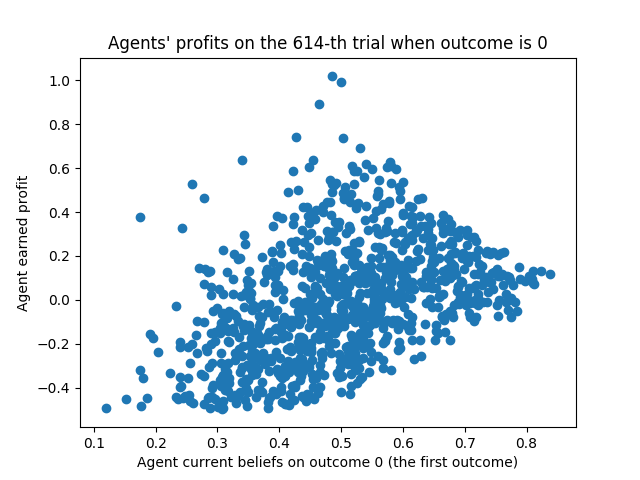 Agents' profits on the 614-th trial when outcome is 0
1.0
0.8
0.6
0.4
0.2
0.0
−0.2
−0.4
Agent earned profit
0.1 0.2 0.3 0.4 0.5 0.6 0.7 0.8
Agent current beliefs on outcome 0 (the first outcome)